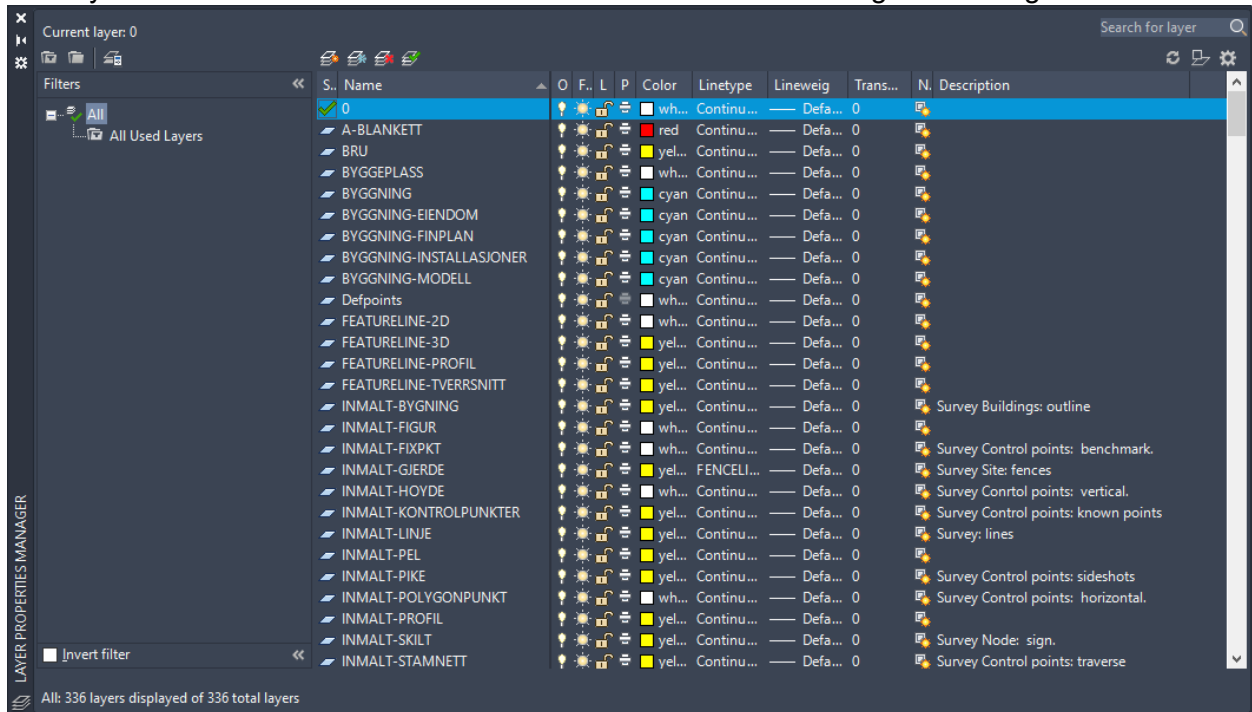 Current layer: 0
Search for layer
Filters
S.. Name O F.. L P Color Linetype Lineweig Trans... N. Description
All
All Used Layers
0 wh... Continu... Defa... 0
A-BLANKETT red Continu... Defa... 0
BRU yel... Continu... Defa... 0
BYGGEPLASS wh... Continu... Defa... 0
BYGGNING cyan Continu... Defa... 0
BYGGNING-EIENDOM cyan Continu... Defa... 0
BYGGNING-FINPLAN cyan Continu... Defa... 0
BYGGNING-INSTALLASJONER cyan Continu... Defa... 0
BYGGNING-MODELL cyan Continu... Defa... 0
Defpoints wh... Continu... Defa... 0
FEATURELINE-2D wh... Continu... Defa... 0
FEATURELINE-3D yel... Continu... Defa... 0
FEATURELINE-PROFIL yel... Continu... Defa... 0
FEATURELINE-TVERRSNITT yel... Continu... Defa... 0
INMALT-BYGNING yel... Continu... Defa... 0 Survey Buildings: outline
INMALT-FIGUR wh... Continu... Defa... 0
INMALT-FIXPKT wh... Continu... Defa... 0 Survey Control points: benchmark.
INMALT-GJERDE yel... FENCELI... Defa... 0 Survey Site: fences
INMALT-HOYDE wh... Continu... Defa... 0 Survey Conrtol points: vertical.
INMALT-KONTROLPUNKTER yel... Continu... Defa... 0 Survey Control points: known points
INMALT-LINJE yel... Continu... Defa... 0 Survey: lines
INMALT-PEL yel... Continu... Defa... 0
INMALT-PIKE yel... Continu... Defa... 0 Survey Control points: sideshots
INMALT-POLYGONPUNKT wh... Continu... Defa... 0 Survey Control points: horizontal.
INMALT-PROFIL yel... Continu... Defa... 0
INMALT-SKILT yel... Continu... Defa... 0 Survey Node: sign.
INMALT-STAMNETT yel... Continu... Defa... 0 Survey Control points: traverse
Invert filter
LAYER PROPERTIES MANAGER
All: 336 layers displayed of 336 total layers